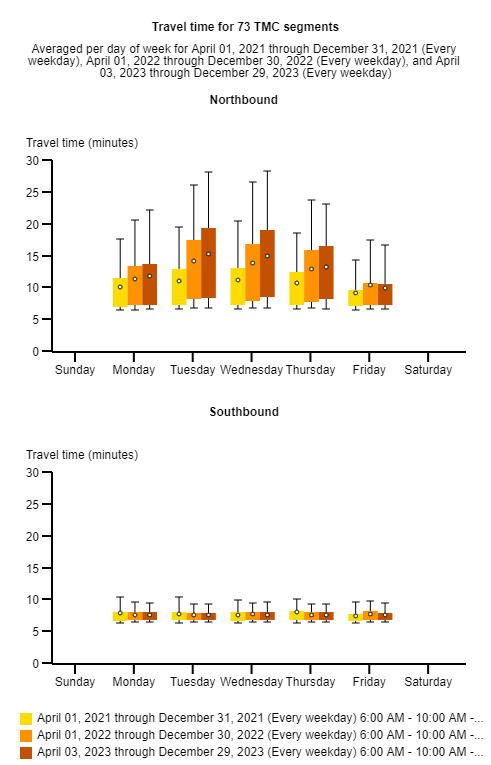 Travel time for 73 TMC segments
Averaged per day of week for April 01, 2021 through December 31, 2021 (Every
weekday), April 01, 2022 through December 30, 2022 (Every weekday), and April
03, 2023 through December 29, 2023 (Every weekday)
Northbound
Travel time (minutes)
30
25
20
15
10
5
0
Sunday Monday Tuesday Wednesday Thursday Friday Saturday
Southbound
Travel time (minutes)
30
25
20
15
10
5
0
Sunday Monday Tuesday Wednesday Thursday Friday Saturday
April 01, 2021 through December 31, 2021 (Every weekday) 6:00 AM - 10:00 AM -...
April 01, 2022 through December 30, 2022 (Every weekday) 6:00 AM - 10:00 AM -...
April 03, 2023 through December 29, 2023 (Every weekday) 6:00 AM - 10:00 AM -...